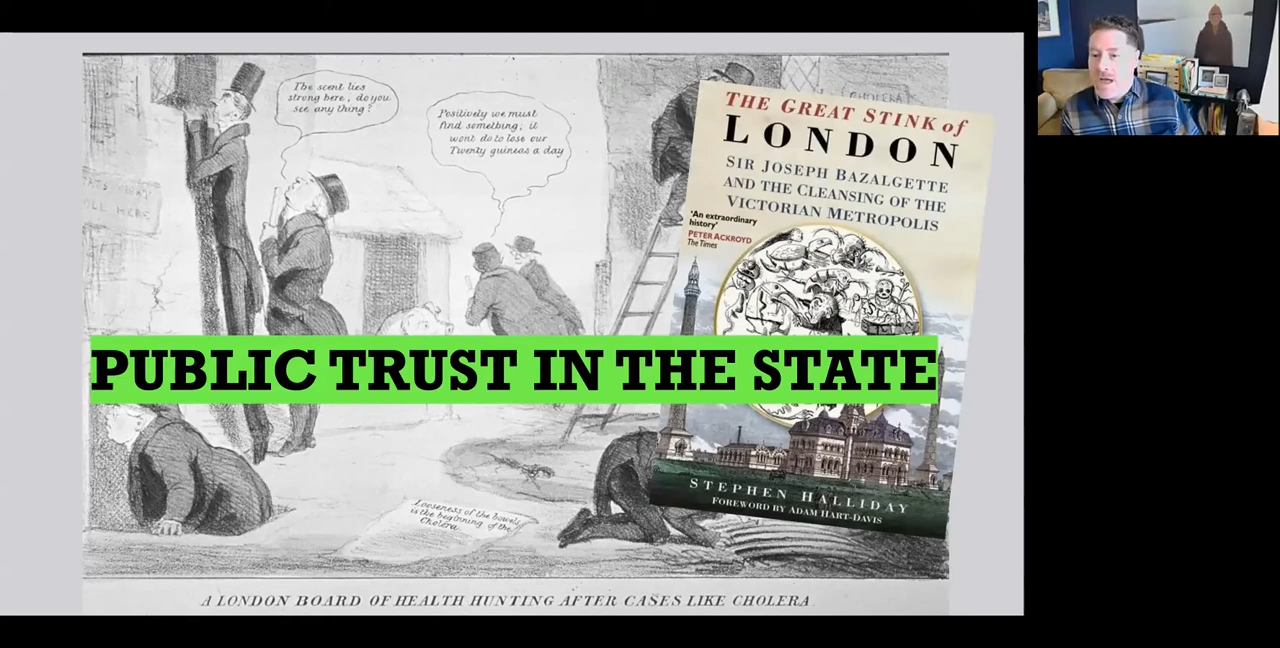 The scent lies
strong here, do you
see any thing?
Positively we must
find something; it
wont do to lose our
Twenty guineas a day
CHOLERA
THE GREAT STINK of
LONDON
SIR JOSEPH BAZALGETTE
AND THE CLEANSING OF THE
VICTORIAN METROPOLIS
'An extraordinary
history'
PETER ACKROYD
The Times
PUBLIC TRUST IN THE STATE
Looseness of the bowels
is the beginning of the
Cholera
STEPHEN HALLIDAY
FOREWORD BY ADAM HART-DAVIS
A LONDON BOARD OF HEALTH HUNTING AFTER CASES LIKE CHOLERA